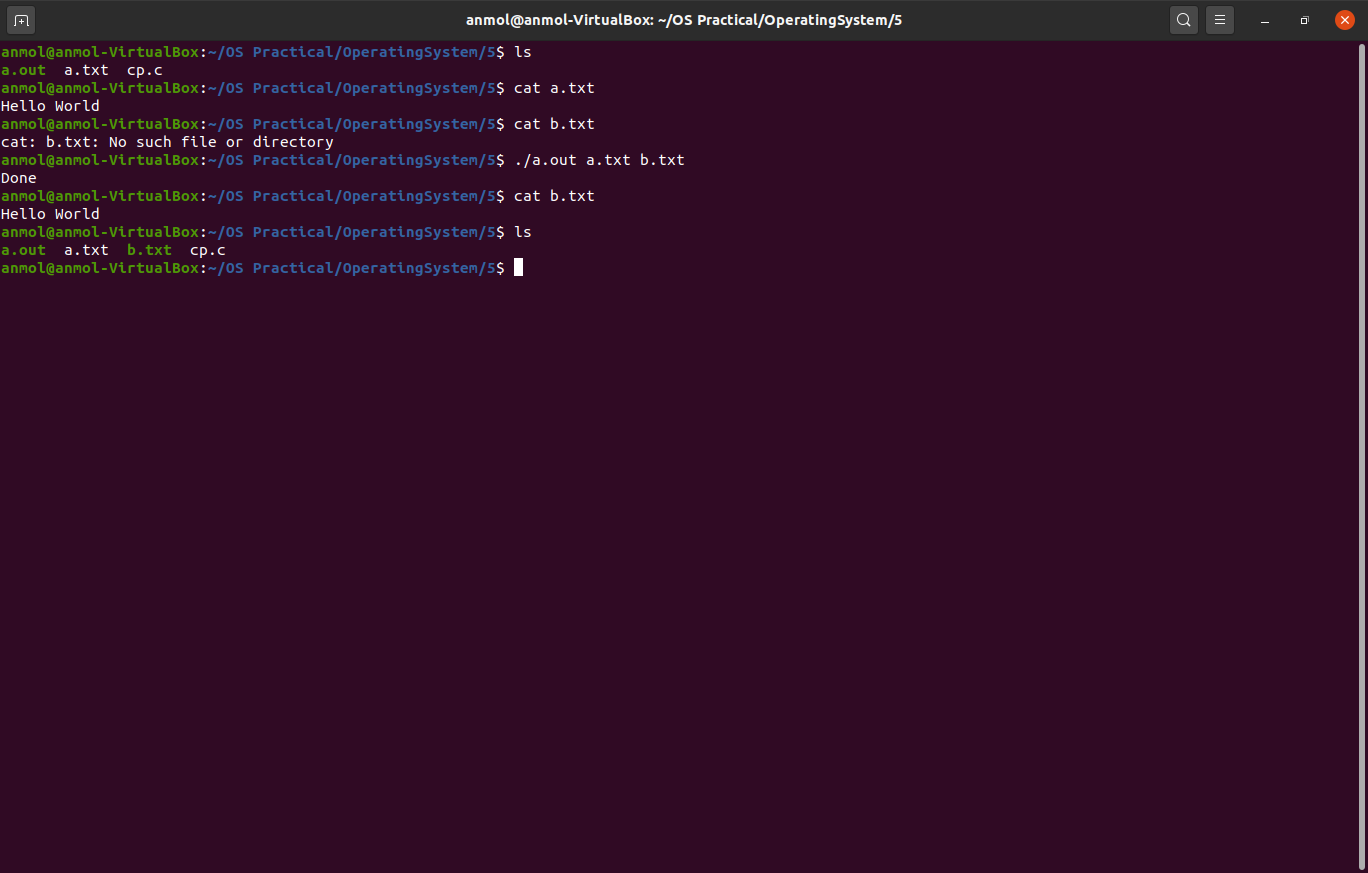 anmol@anmol-VirtualBox: ~/OS Practical/OperatingSystem/5
anmol@anmol-VirtualBox:~/OS Practical/OperatingSystem/5$ ls
a.out  a.txt  cp.c
anmol@anmol-VirtualBox:~/OS Practical/OperatingSystem/5$ cat a.txt
Hello World
anmol@anmol-VirtualBox:~/OS Practical/OperatingSystem/5$ cat b.txt
cat: b.txt: No such file or directory
anmol@anmol-VirtualBox:~/OS Practical/OperatingSystem/5$ ./a.out a.txt b.txt
Done
anmol@anmol-VirtualBox:~/OS Practical/OperatingSystem/5$ cat b.txt
Hello World
anmol@anmol-VirtualBox:~/OS Practical/OperatingSystem/5$ ls
a.out  a.txt  b.txt  cp.c
anmol@anmol-VirtualBox:~/OS Practical/OperatingSystem/5$